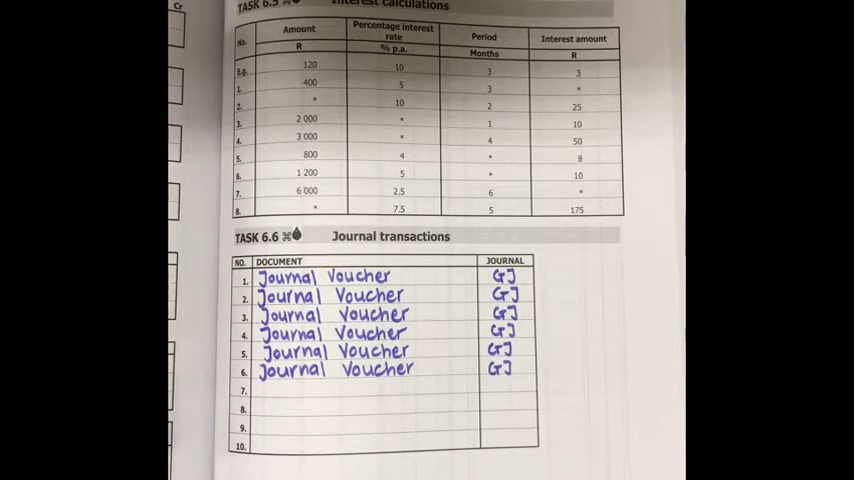 Cr
TASK 6.5 Interest calculations
No. Amount Percentage interest rate Period Interest amount
R % p.a. Months R
E.g. 120 10 3 3
1. 400 5 3 *
2. * 10 2 25
3. 2 000 * 1 10
4. 3 000 * 4 50
5. 800 4 * 8
6. 1 200 5 * 10
7. 6 000 2.5 6 *
8. * 7.5 5 175
TASK 6.6 Journal transactions
NO. DOCUMENT JOURNAL
1. Journal Voucher GJ
2. Journal Voucher GJ
3. Journal Voucher GJ
4. Journal Voucher GJ
5. Journal Voucher GJ
6. Journal Voucher GJ
7.
8.
9.
10.